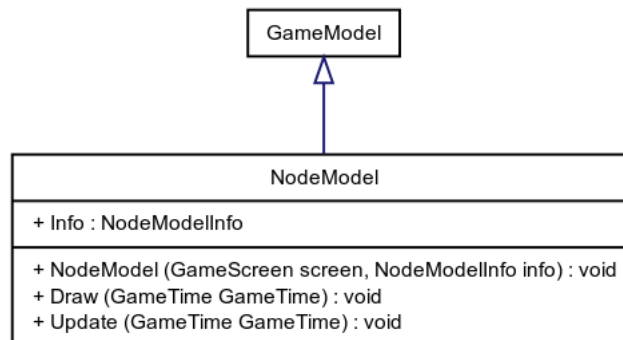 GameModel
NodeModel
+ Info : NodeModelInfo
+ NodeModel (GameScreen screen, NodeModelInfo info) : void
+ Draw (GameTime GameTime) : void
+ Update (GameTime GameTime) : void